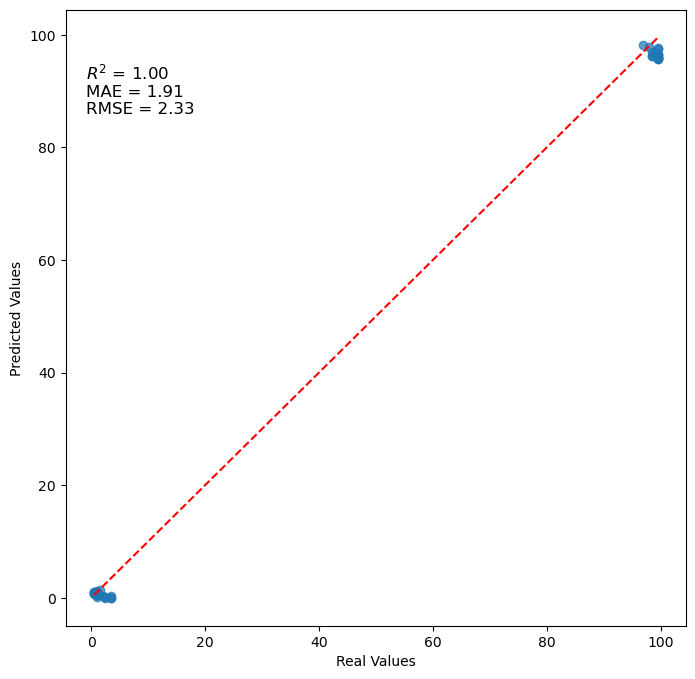 R² = 1.00
MAE = 1.91
RMSE = 2.33
100
80
60
40
20
0
Predicted Values
0 20 40 60 80 100
Real Values